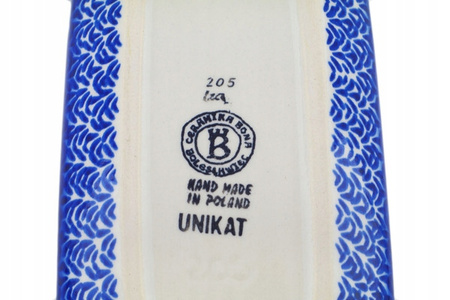 205
CERAMIKA BONA
B
BOLESŁAWIEC
HAND MADE
IN POLAND
UNIKAT